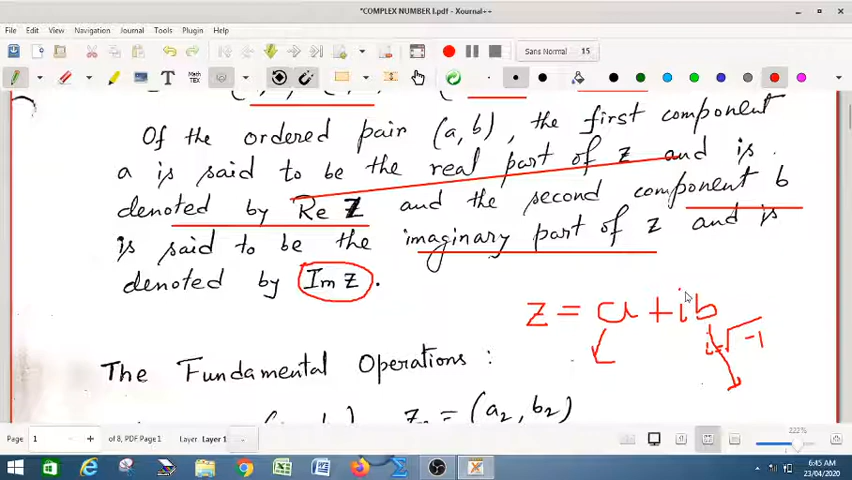 *COMPLEX NUMBER I.pdf - Xournal++
File Edit View Navigation Journal Tools Plugin Help
Sans Normal 15
T Math TEX
Of the ordered pair (a, b), the first component
a is said to be the real part of z and is
denoted by Re Z and the second component b
is said to be the imaginary part of z and is
denoted by Im z.
z = a + ib
i=√-1
The Fundamental Operations :
= (a2, b2)
222%
Page 1 of 8, PDF Page 1 Layer: Layer 1
6:45 AM
23/04/2020